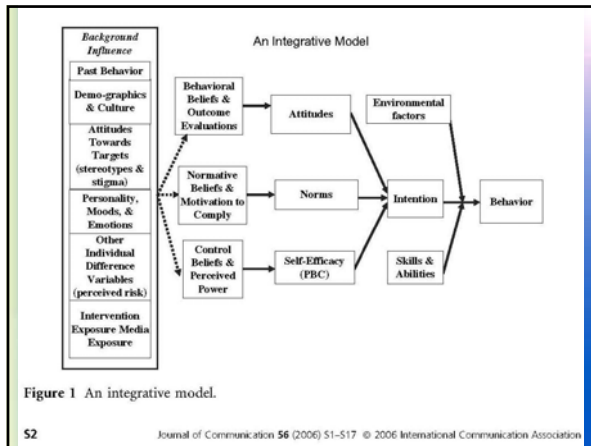 An Integrative Model
Background
Influence
Past Behavior
Demo-graphics
& Culture
Attitudes
Towards
Targets
(stereotypes &
stigma)
Personality,
Moods, &
Emotions
Other
Individual
Difference
Variables
(perceived risk)
Intervention
Exposure Media
Exposure
Behavioral
Beliefs &
Outcome
Evaluations
Normative
Beliefs &
Motivation to
Comply
Control
Beliefs &
Perceived
Power
Attitudes
Norms
Self-Efficacy
(PBC)
Environmental
factors
Intention
Skills &
Abilities
Behavior
Figure 1 An integrative model.
S2
Journal of Communication 56 (2006) S1–S17 © 2006 International Communication Association